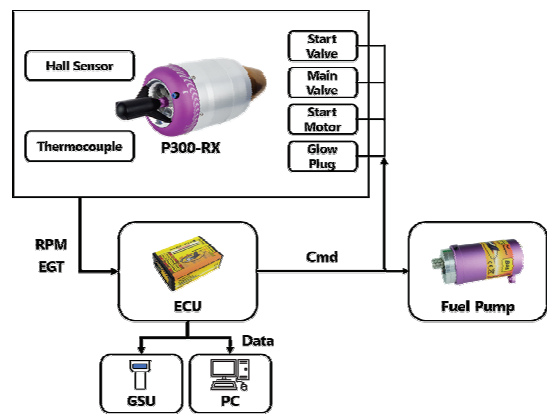 Start
Valve
Hall Sensor
Main
Valve
Start
Motor
Thermocouple
P300-RX
Glow
Plug
RPM
EGT
Cmd
ECU
Fuel Pump
Data
GSU
PC